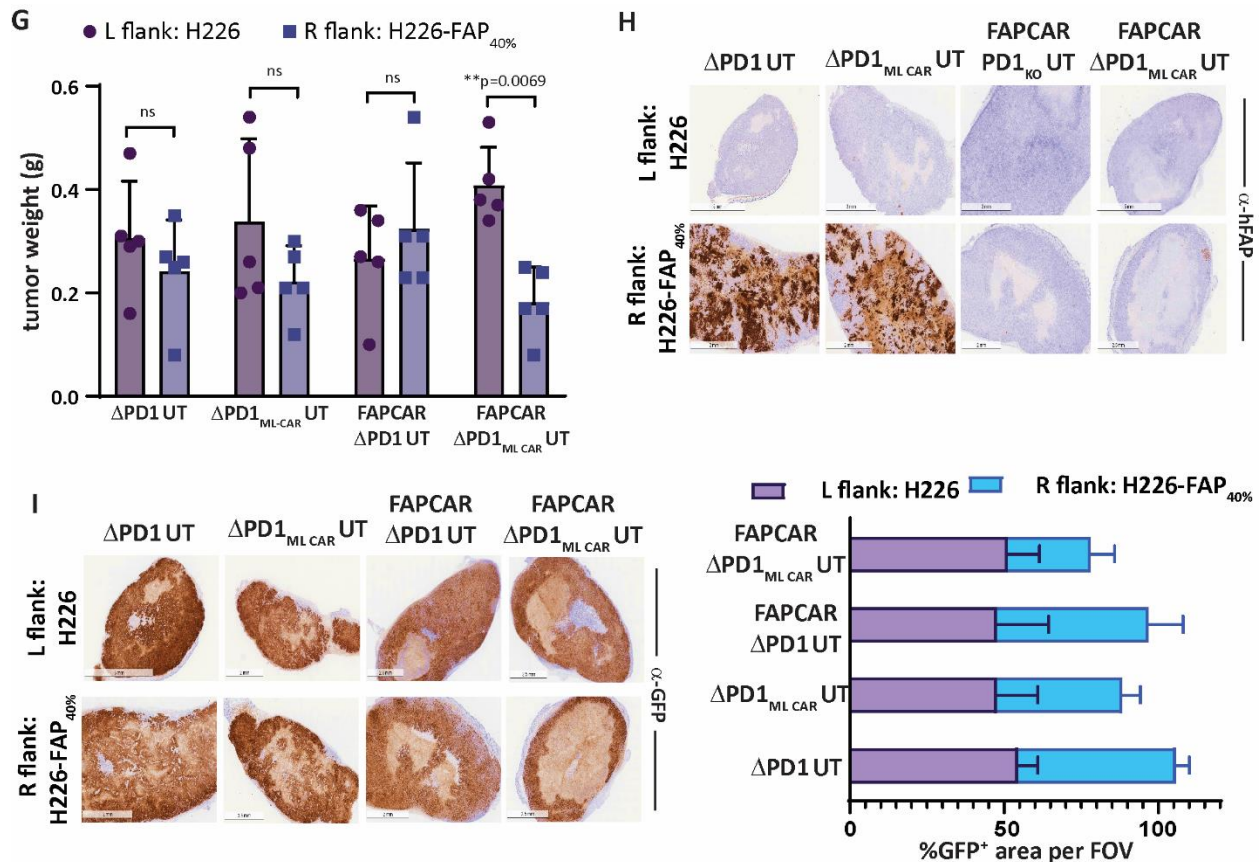 G
L flank: H226 R flank: H226-FAP40%
tumor weight (g)
0.6
0.4
0.2
0.0
ns
ns
ns
**p=0.0069
ΔPD1 UT
ΔPD1ML-CAR UT
FAPCAR
ΔPD1 UT
FAPCAR
ΔPD1ML CAR UT
H
ΔPD1 UT
ΔPD1ML CAR UT
FAPCAR
PD1KO UT
FAPCAR
ΔPD1ML CAR UT
L flank:
H226
R flank:
H226-FAP40%
α-hFAP
I
ΔPD1 UT
ΔPD1ML CAR UT
FAPCAR
ΔPD1 UT
FAPCAR
ΔPD1ML CAR UT
L flank:
H226
R flank:
H226-FAP40%
α-GFP
L flank: H226 R flank: H226-FAP40%
FAPCAR
ΔPD1ML CAR UT
FAPCAR
ΔPD1 UT
ΔPD1ML CAR UT
ΔPD1 UT
0 50 100
%GFP+ area per FOV